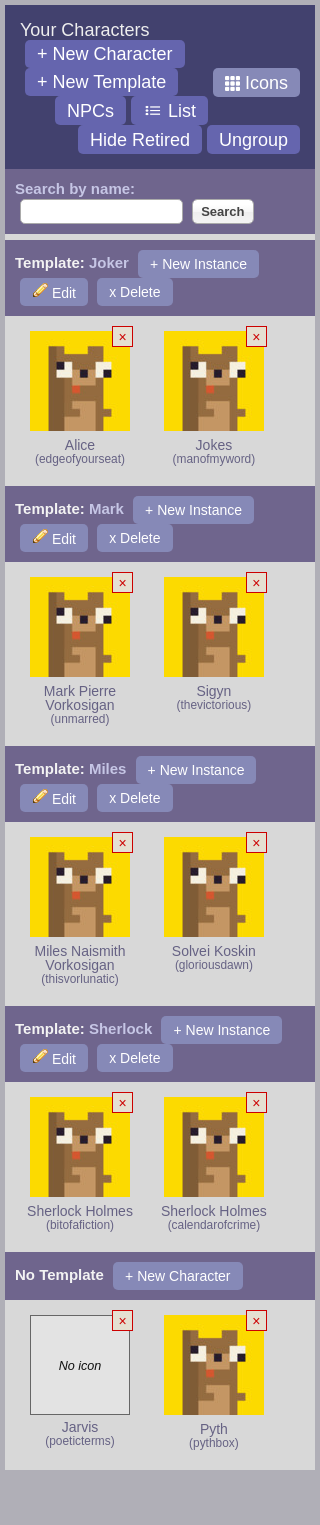 Your Characters
+ New Character
+ New Template
Icons
NPCs
List
Hide Retired
Ungroup
Search by name:
Search
Template: Joker + New Instance
Edit x Delete
× ×
Alice Jokes
(edgeofyourseat) (manofmyword)
Template: Mark + New Instance
Edit x Delete
× ×
Mark Pierre Sigyn
Vorkosigan (thevictorious)
(unmarred)
Template: Miles + New Instance
Edit x Delete
× ×
Miles Naismith Solvei Koskin
Vorkosigan (gloriousdawn)
(thisvorlunatic)
Template: Sherlock + New Instance
Edit x Delete
× ×
Sherlock Holmes Sherlock Holmes
(bitofafiction) (calendarofcrime)
No Template + New Character
× ×
No icon
Jarvis Pyth
(poeticterms) (pythbox)